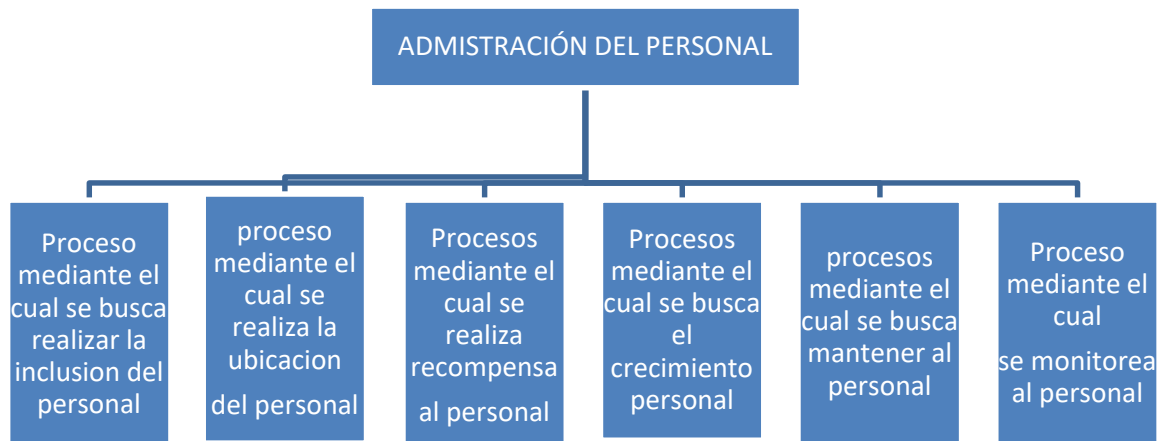 ADMISTRACIÓN DEL PERSONAL
Proceso
mediante el
cual se busca
realizar la
inclusion del
personal
proceso
mediante el
cual se
realiza la
ubicacion
del personal
Procesos
mediante el
cual se
realiza
recompensa
al personal
Procesos
mediante el
cual se busca
el
crecimiento
personal
procesos
mediante el
cual se busca
mantener al
personal
Proceso
mediante el
cual
se monitorea
al personal